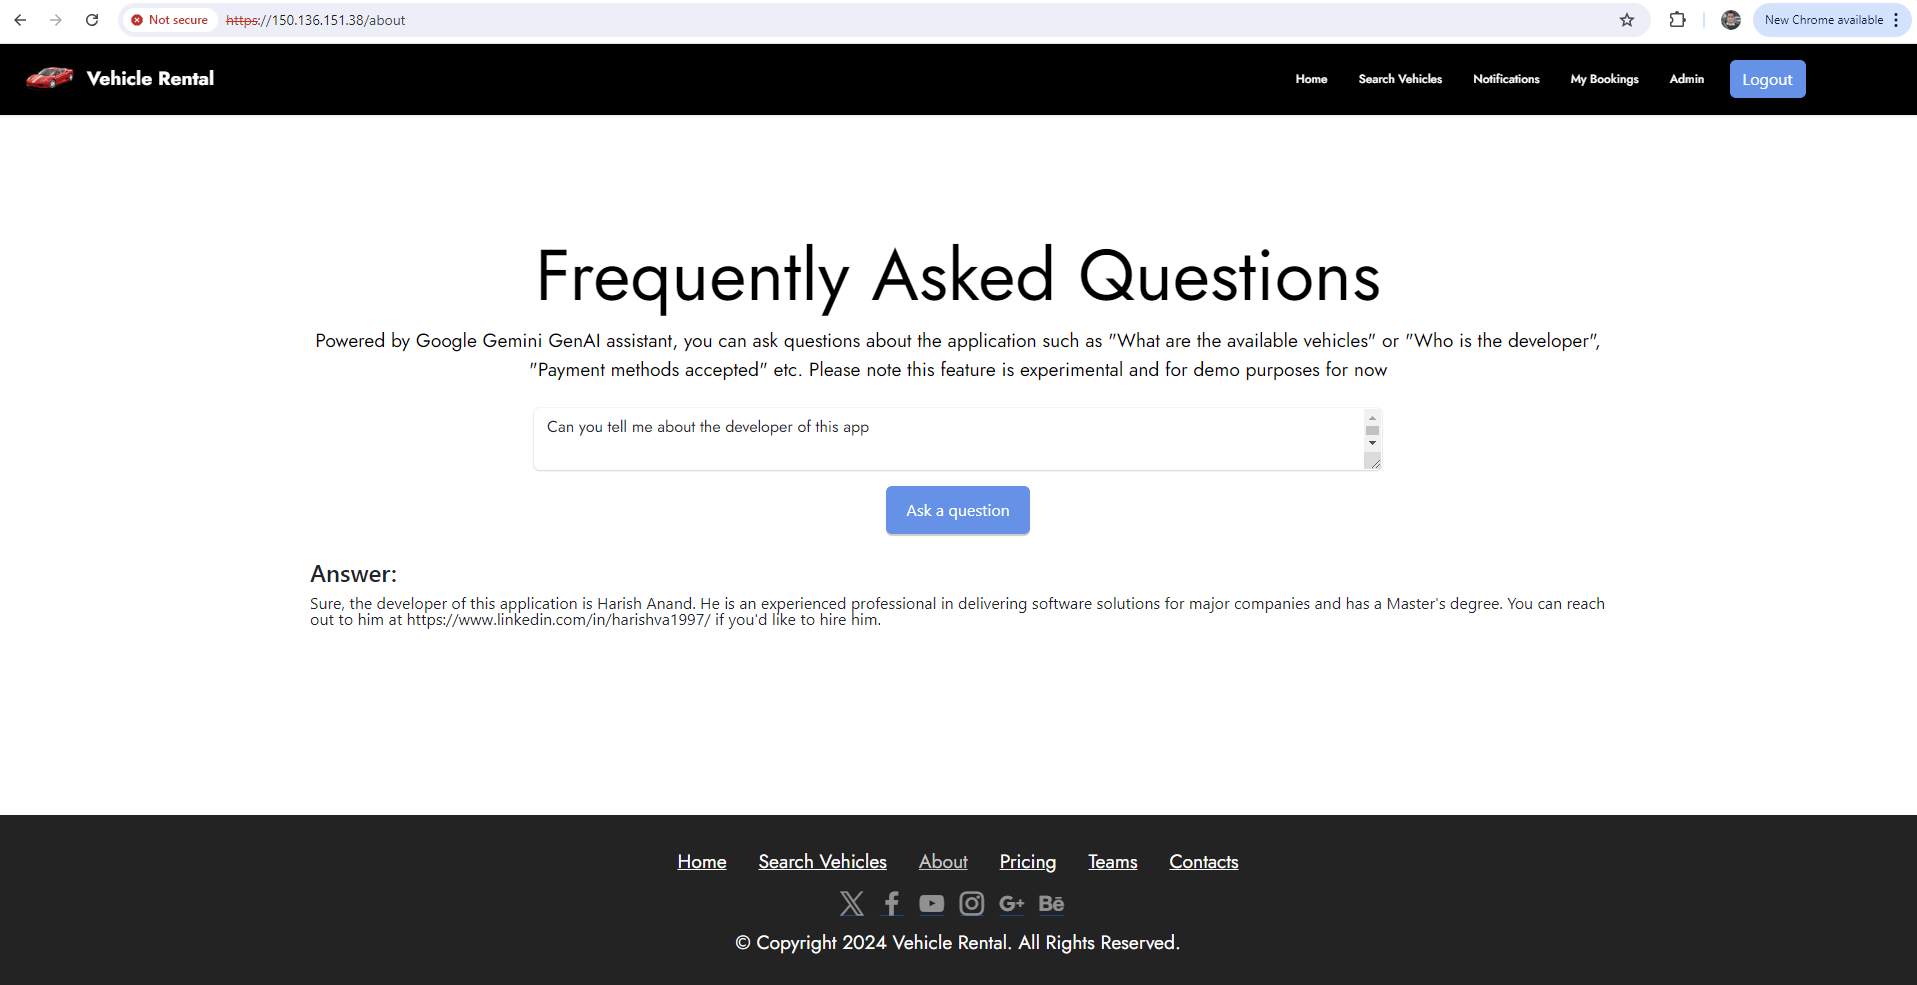 Not secure https://150.136.151.38/about New Chrome available
Vehicle Rental Home Search Vehicles Notifications My Bookings Admin Logout
Frequently Asked Questions
Powered by Google Gemini GenAI assistant, you can ask questions about the application such as "What are the available vehicles" or "Who is the developer",
"Payment methods accepted" etc. Please note this feature is experimental and for demo purposes for now
Can you tell me about the developer of this app
Ask a question
Answer:
Sure, the developer of this application is Harish Anand. He is an experienced professional in delivering software solutions for major companies and has a Master's degree. You can reach
out to him at https://www.linkedin.com/in/harishva1997/ if you'd like to hire him.
Home Search Vehicles About Pricing Teams Contacts
G+ Bē
© Copyright 2024 Vehicle Rental. All Rights Reserved.